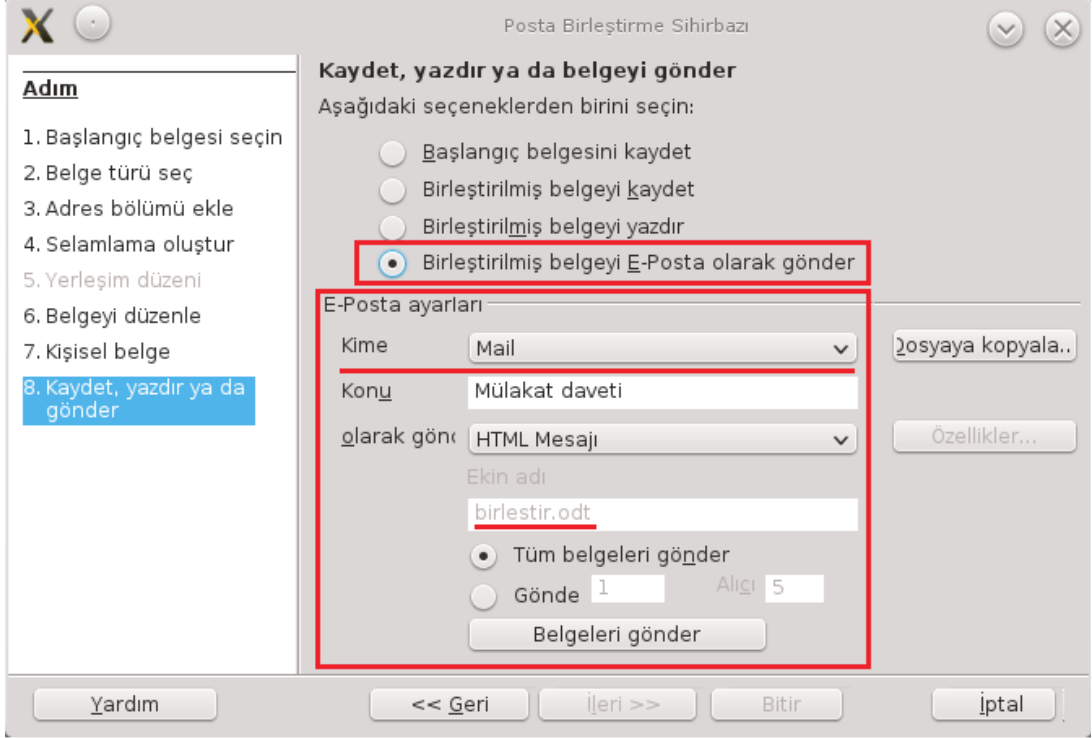 Posta Birleştirme Sihirbazı
Adım
1. Başlangıç belgesi seçin
2. Belge türü seç
3. Adres bölümü ekle
4. Selamlama oluştur
5. Yerleşim düzeni
6. Belgeyi düzenle
7. Kişisel belge
8. Kaydet, yazdır ya da
gönder
Kaydet, yazdır ya da belgeyi gönder
Aşağıdaki seçeneklerden birini seçin:
Başlangıç belgesini kaydet
Birleştirilmiş belgeyi kaydet
Birleştirilmiş belgeyi yazdır
Birleştirilmiş belgeyi E-Posta olarak gönder
E-Posta ayarları
Kime Mail Dosyaya kopyala..
Konu Mülakat daveti
olarak gön HTML Mesajı Özellikler...
Ekin adı
birlestir.odt
Tüm belgeleri gönder
Gönde 1 Alıcı 5
Belgeleri gönder
Yardım << Geri İleri >> Bitir İptal